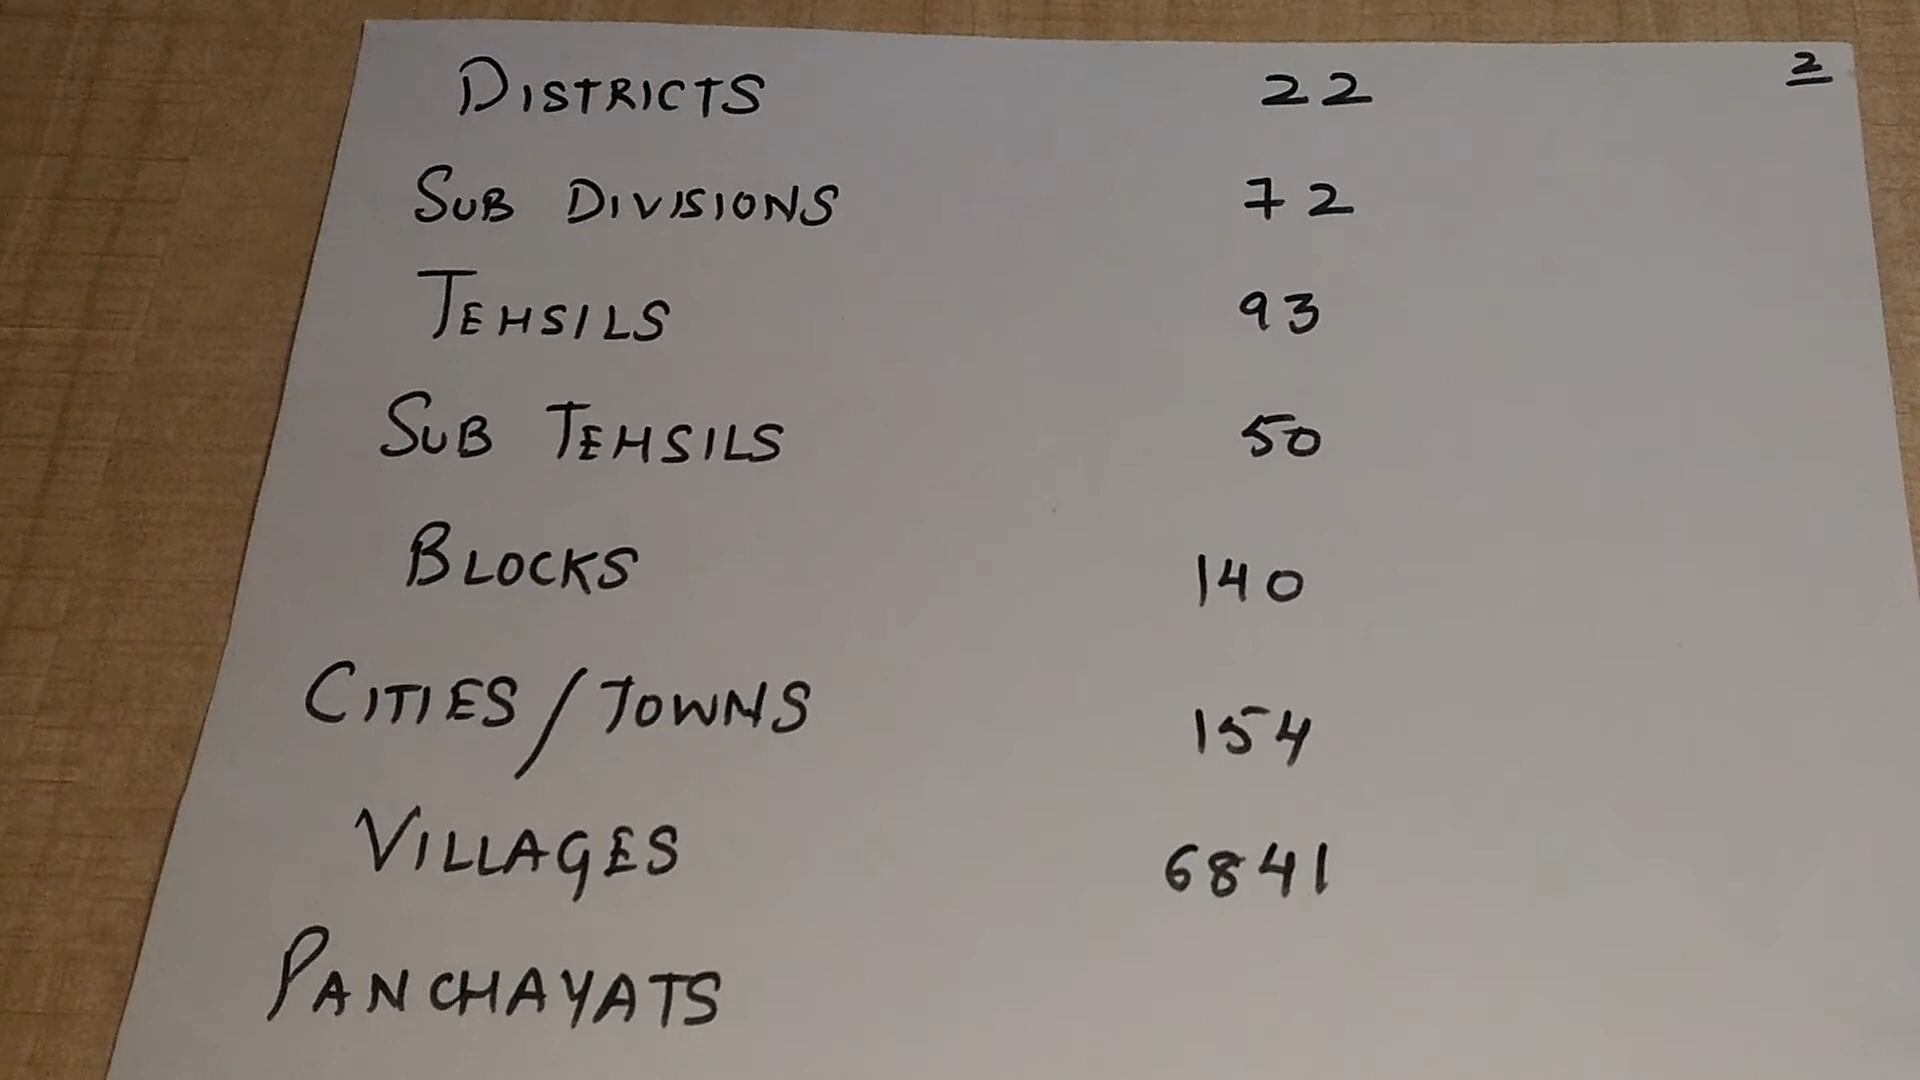 2
DISTRICTS 22
SUB DIVISIONS 72
TEHSILS 93
SUB TEHSILS 50
BLOCKS 140
CITIES / TOWNS 154
VILLAGES 6841
PANCHAYATS